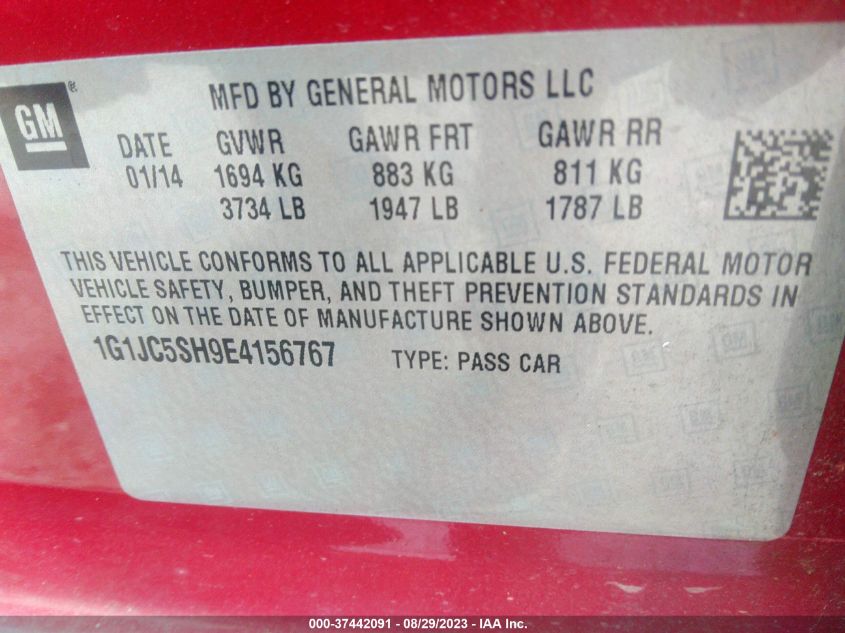 GM®
MFD BY GENERAL MOTORS LLC
DATE GVWR GAWR FRT GAWR RR
01/14 1694 KG 883 KG 811 KG
3734 LB 1947 LB 1787 LB
THIS VEHICLE CONFORMS TO ALL APPLICABLE U.S. FEDERAL MOTOR
VEHICLE SAFETY, BUMPER, AND THEFT PREVENTION STANDARDS IN
EFFECT ON THE DATE OF MANUFACTURE SHOWN ABOVE.
1G1JC5SH9E4156767 TYPE: PASS CAR
000-37442091 - 08/29/2023 - IAA Inc.